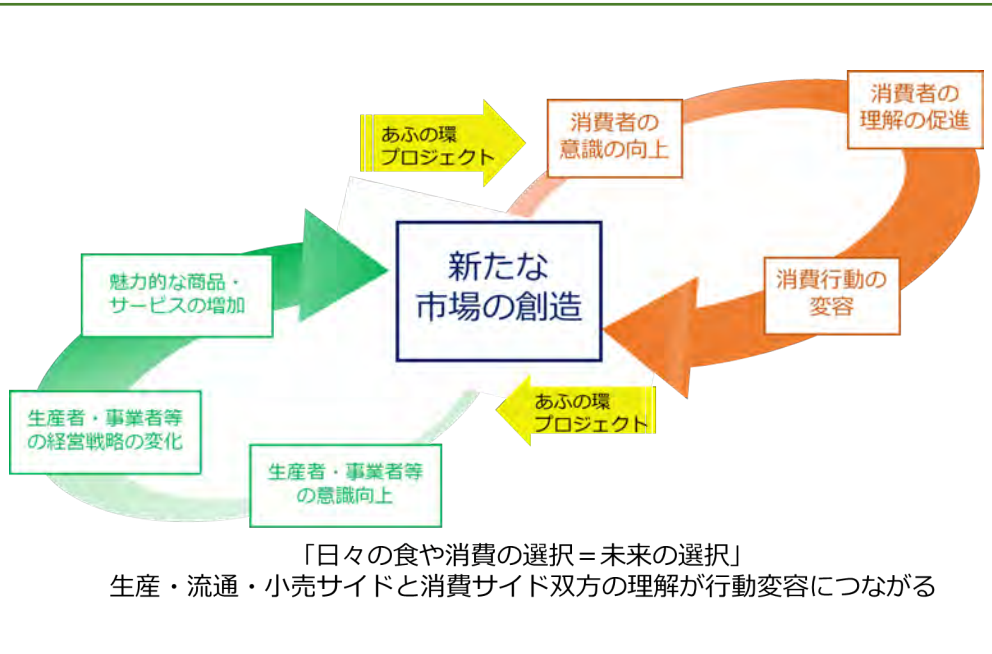 あふの環
プロジェクト
消費者の
意識の向上
消費者の
理解の促進
消費行動の
変容
新たな
市場の創造
魅力的な商品・
サービスの増加
生産者・事業者等
の経営戦略の変化
生産者・事業者等
の意識向上
あふの環
プロジェクト
「日々の食や消費の選択＝未来の選択」
生産・流通・小売サイドと消費サイド双方の理解が行動変容につながる